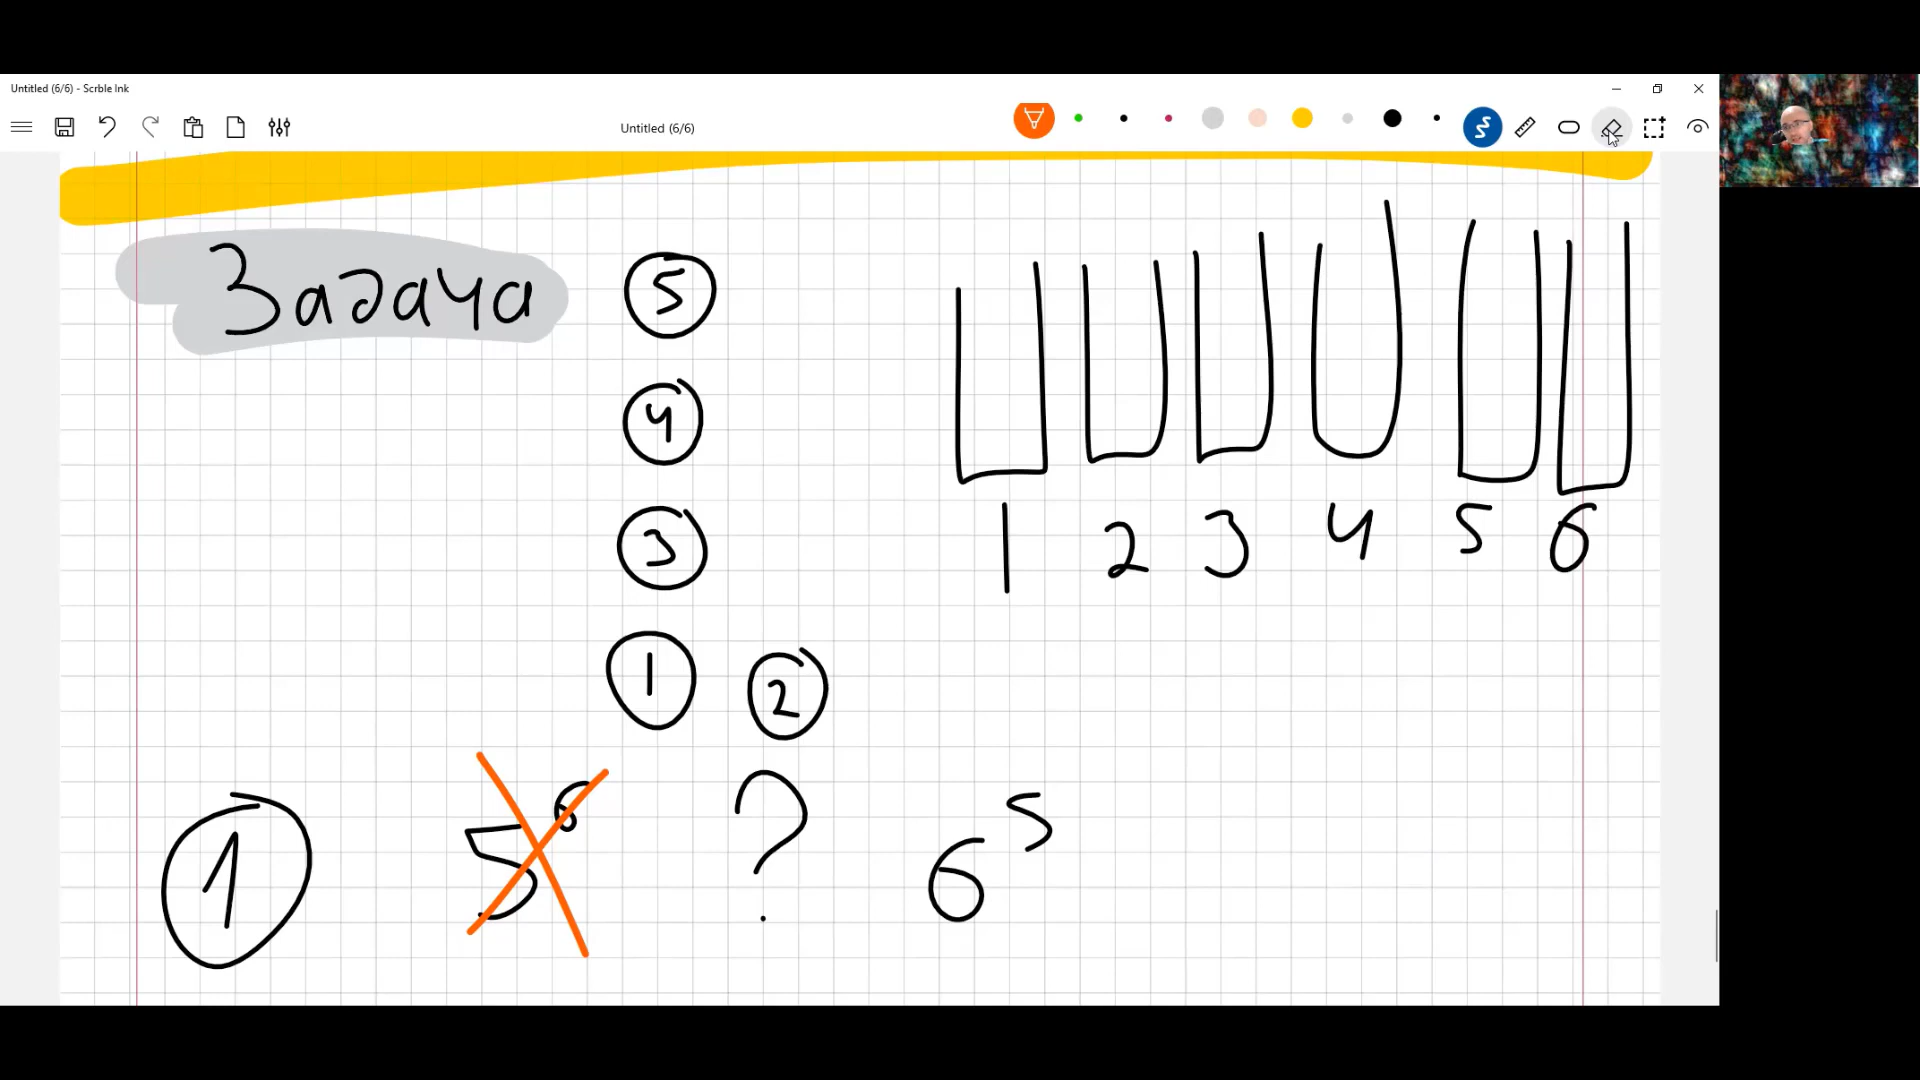 Untitled (6/6) - Scrble Ink
Untitled (6/6)
Задача
5
4
3
1 2
1 2 3 4 5 6
1 5⁶ ? 6⁵